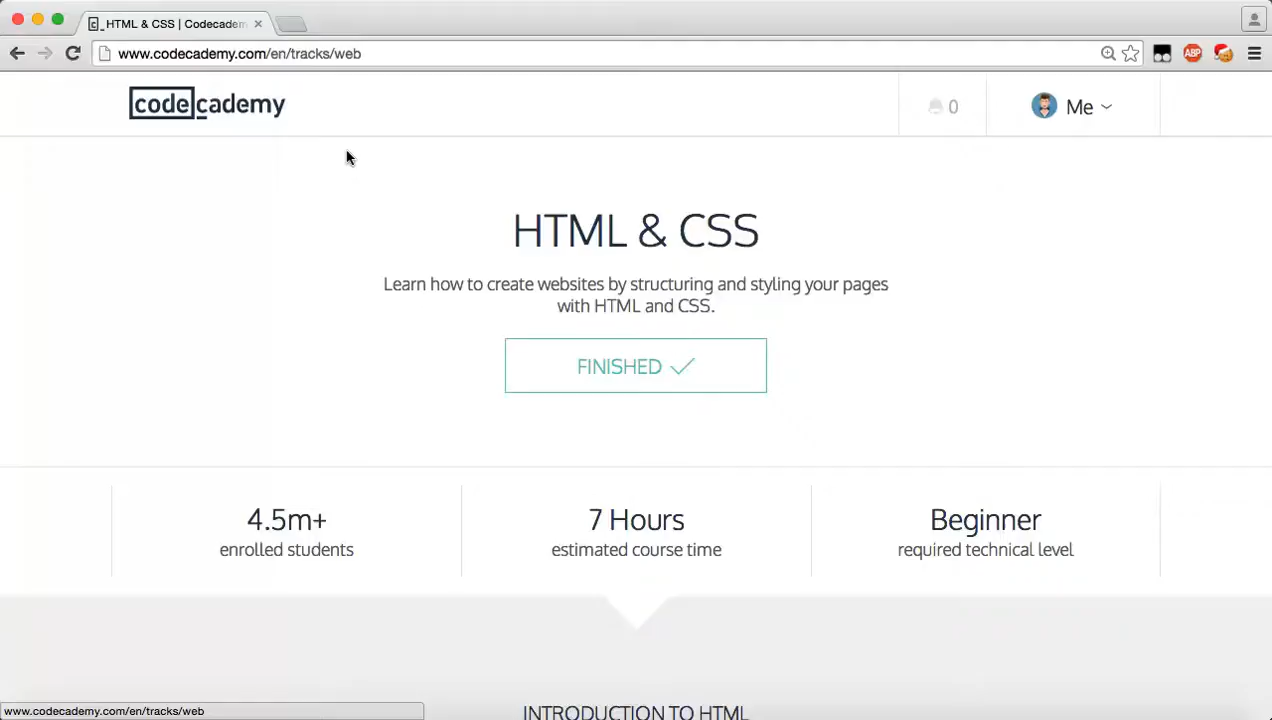 HTML & CSS | Codecadem
www.codecademy.com/en/tracks/web
ABP
codecademy
0
Me
HTML & CSS
Learn how to create websites by structuring and styling your pages
with HTML and CSS.
FINISHED
4.5m+
enrolled students
7 Hours
estimated course time
Beginner
required technical level
INTRODUCTION TO HTML
www.codecademy.com/en/tracks/web